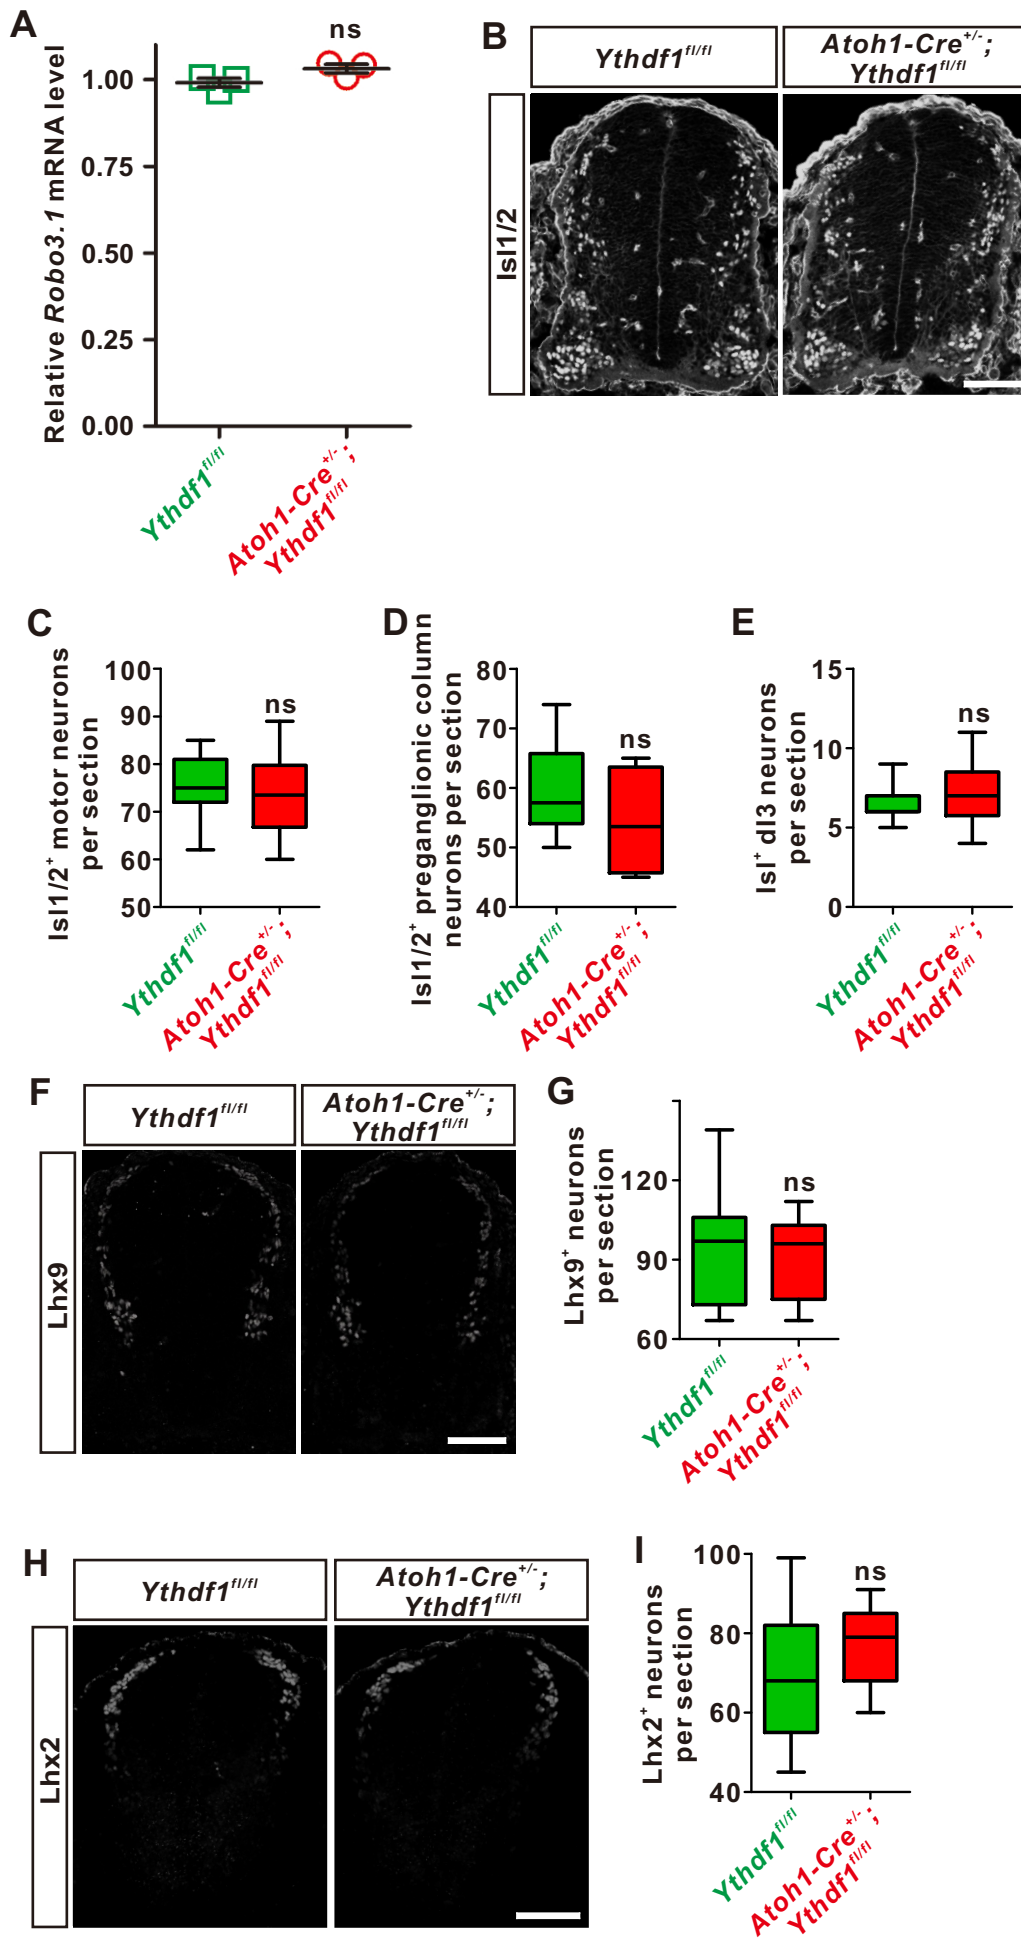 A
Relative Robo3.1 mRNA level
1.00
0.75
0.50
0.25
0.00
ns
Ythdf1fl/fl
Atoh1-Cre+/-;
Ythdf1fl/fl
B
Ythdf1fl/fl
Atoh1-Cre+/-;
Ythdf1fl/fl
Isl1/2
C
Isl1/2+ motor neurons
per section
100
90
80
70
60
50
ns
Ythdf1fl/fl
Atoh1-Cre+/-;
Ythdf1fl/fl
D
Isl1/2+ preganglionic column
neurons per section
80
70
60
50
40
ns
Ythdf1fl/fl
Atoh1-Cre+/-;
Ythdf1fl/fl
E
Isl+ dI3 neurons
per section
15
10
5
0
ns
Ythdf1fl/fl
Atoh1-Cre+/-;
Ythdf1fl/fl
F
Ythdf1fl/fl
Atoh1-Cre+/-;
Ythdf1fl/fl
Lhx9
G
Lhx9+ neurons
per section
120
90
60
ns
Ythdf1fl/fl
Atoh1-Cre+/-;
Ythdf1fl/fl
H
Ythdf1fl/fl
Atoh1-Cre+/-;
Ythdf1fl/fl
Lhx2
I
Lhx2+ neurons
per section
100
80
60
40
ns
Ythdf1fl/fl
Atoh1-Cre+/-;
Ythdf1fl/fl